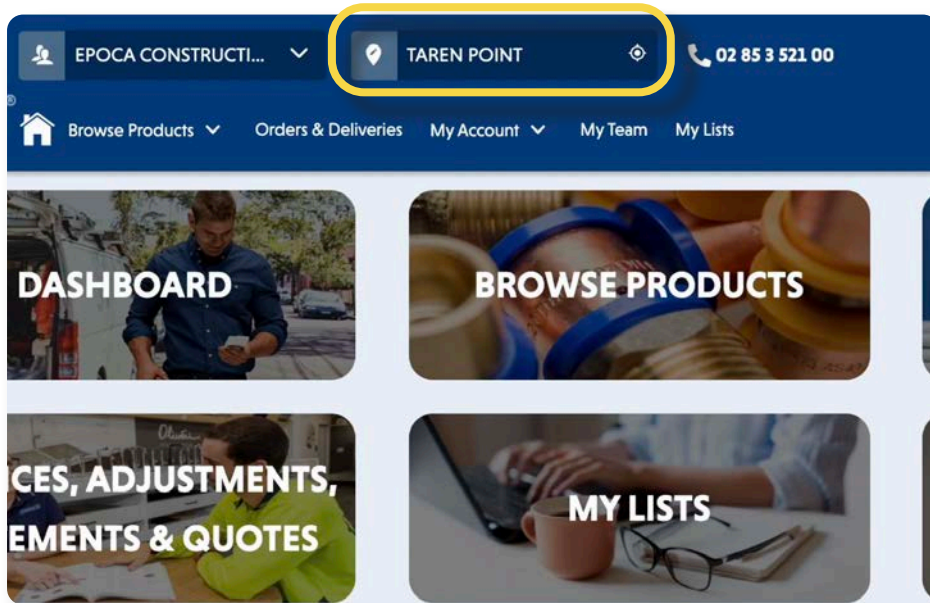 EPOCA CONSTRUCTI...
TAREN POINT
02 85 3 521 00
®
Browse Products
Orders & Deliveries
My Account
My Team
My Lists
DASHBOARD
BROWSE PRODUCTS
CES, ADJUSTMENTS,
EMENTS & QUOTES
MY LISTS